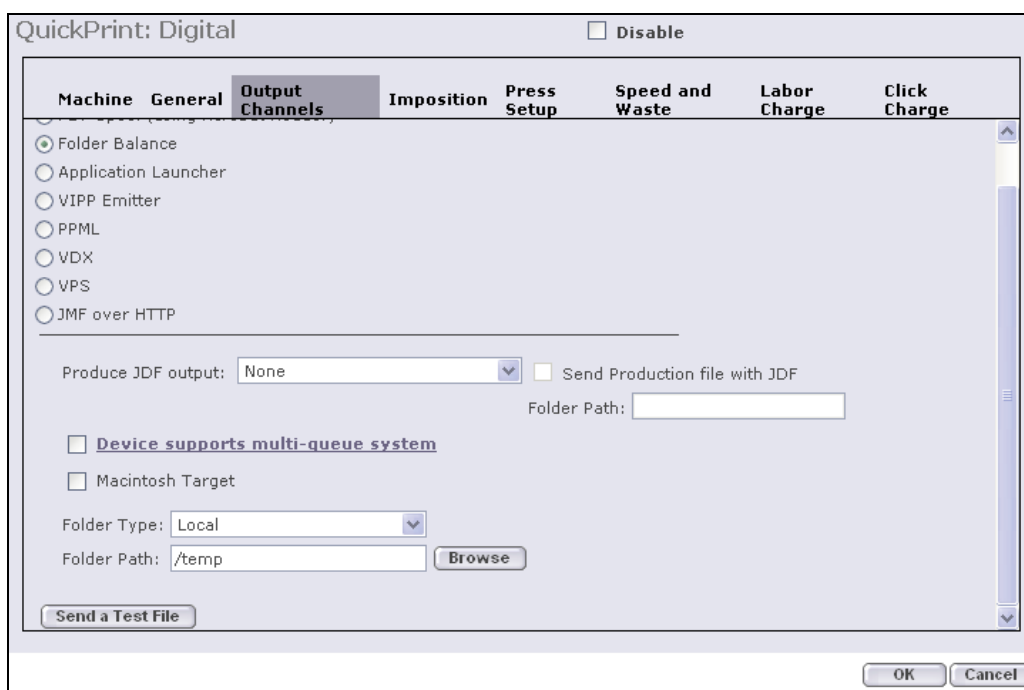 QuickPrint: Digital
Disable
Machine General Output Channels Imposition Press Setup Speed and Waste Labor Charge Click Charge
Folder Balance
Application Launcher
VIPP Emitter
PPML
VDX
VPS
JMF over HTTP
Produce JDF output: None Send Production file with JDF
Folder Path:
Device supports multi-queue system
Macintosh Target
Folder Type: Local
Folder Path: /temp Browse
Send a Test File
OK Cancel